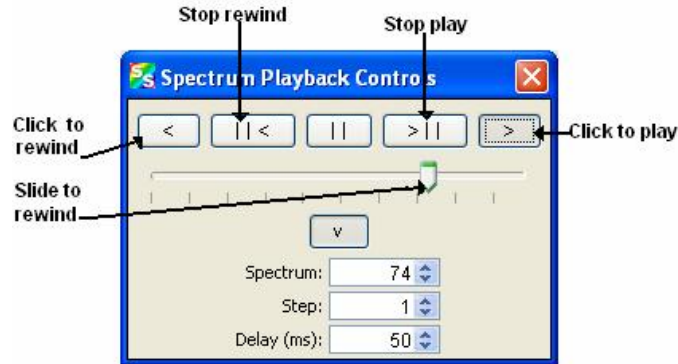 Stop rewind
Stop play
SS Spectrum Playback Controls
< ||< || >|| >
Click to
rewind
Click to play
Slide to
rewind
v
Spectrum: 74
Step: 1
Delay (ms): 50